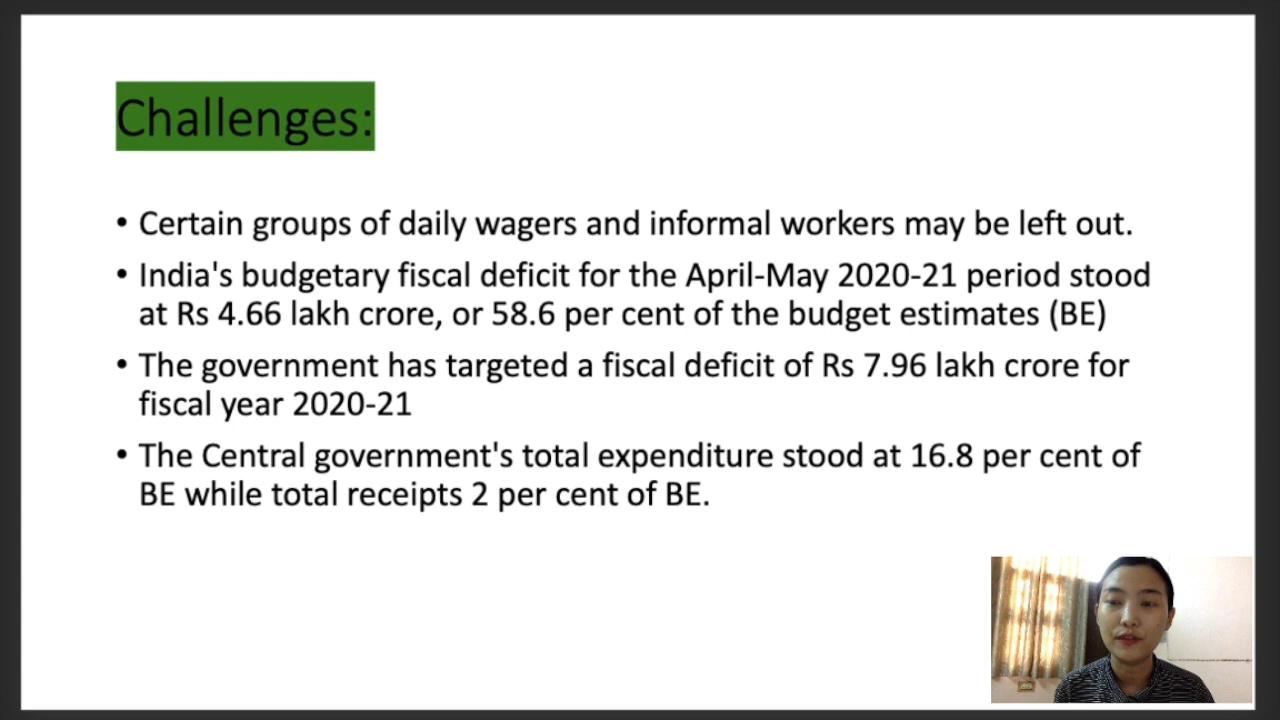 Challenges:
• Certain groups of daily wagers and informal workers may be left out.
• India's budgetary fiscal deficit for the April-May 2020-21 period stood
at Rs 4.66 lakh crore, or 58.6 per cent of the budget estimates (BE)
• The government has targeted a fiscal deficit of Rs 7.96 lakh crore for
fiscal year 2020-21
• The Central government's total expenditure stood at 16.8 per cent of
BE while total receipts 2 per cent of BE.